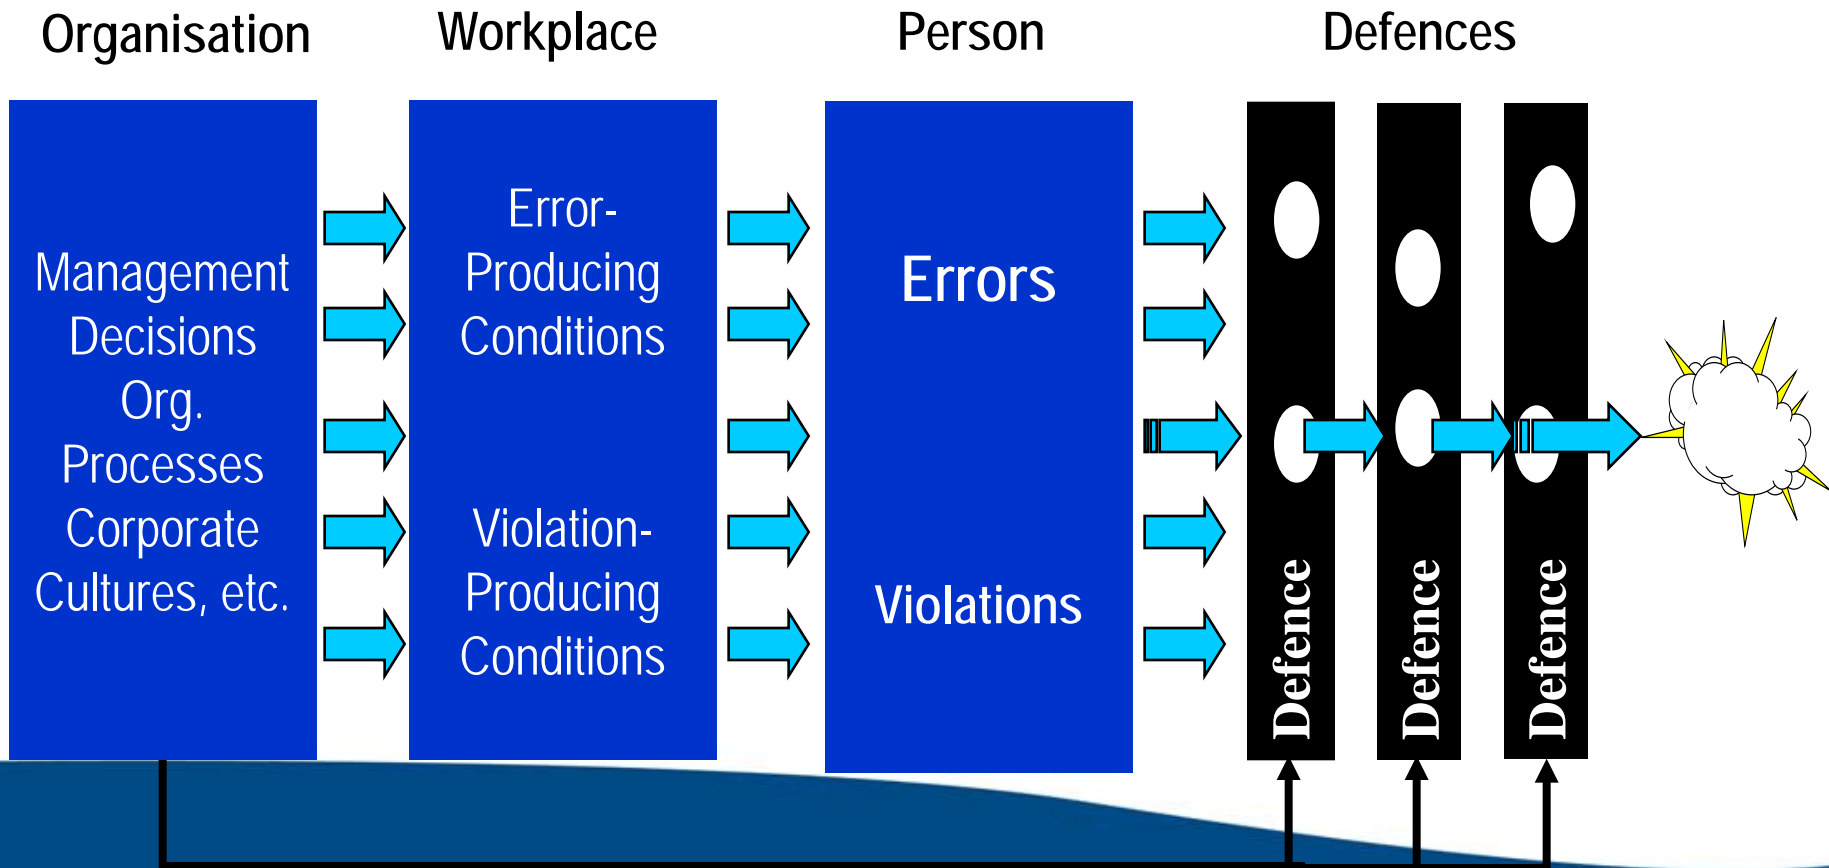 Organisation
Workplace
Person
Defences
Management
Decisions
Org.
Processes
Corporate
Cultures, etc.
Error-
Producing
Conditions
Violation-
Producing
Conditions
Errors
Violations
Defence
Defence
Defence